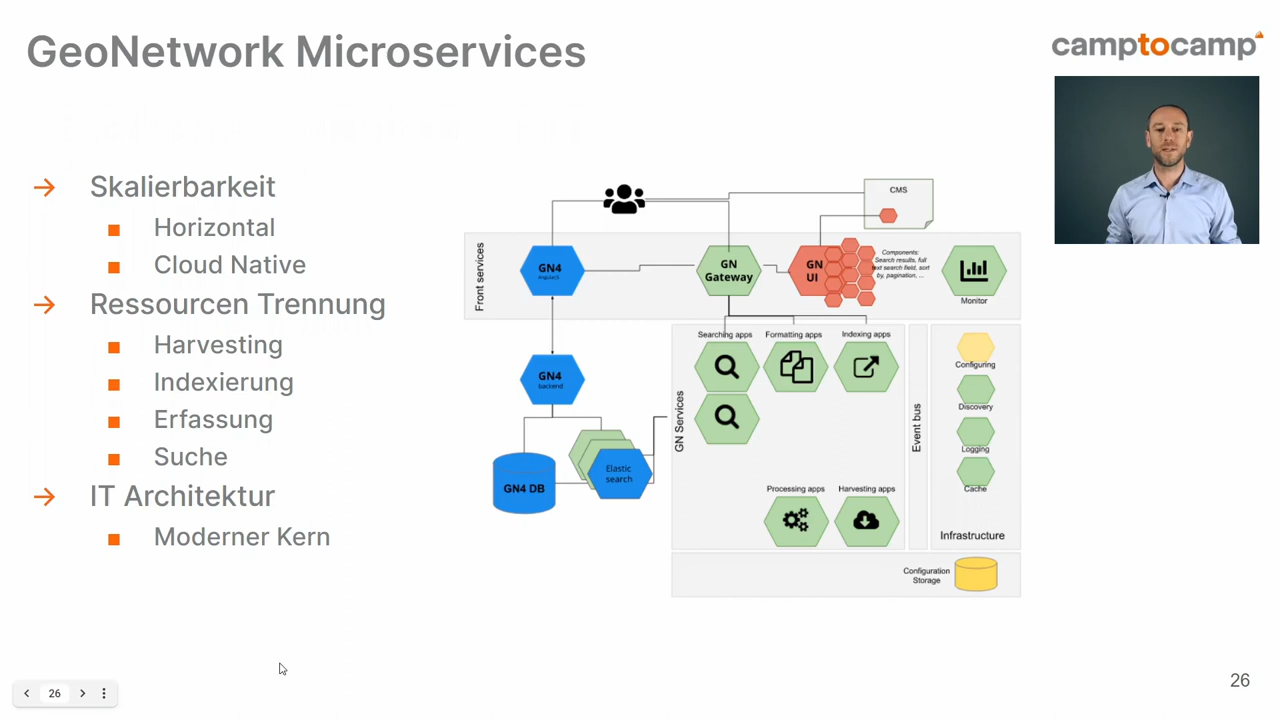 GeoNetwork Microservices
camptocamp
→ Skalierbarkeit
■ Horizontal
■ Cloud Native
→ Ressourcen Trennung
■ Harvesting
■ Indexierung
■ Erfassung
■ Suche
→ IT Architektur
■ Moderner Kern
CMS
Front services
GN4
GN
Gateway
GN
UI
Components:
Search results, full
text search field, sort
by, pagination, ...
Monitor
GN4
backend
GN4 DB
Elastic
search
GN Services
Searching apps
Formatting apps
Indexing apps
Processing apps
Harvesting apps
Event bus
Configuring
Discovery
Logging
Cache
Infrastructure
Configuration
Storage
26
26